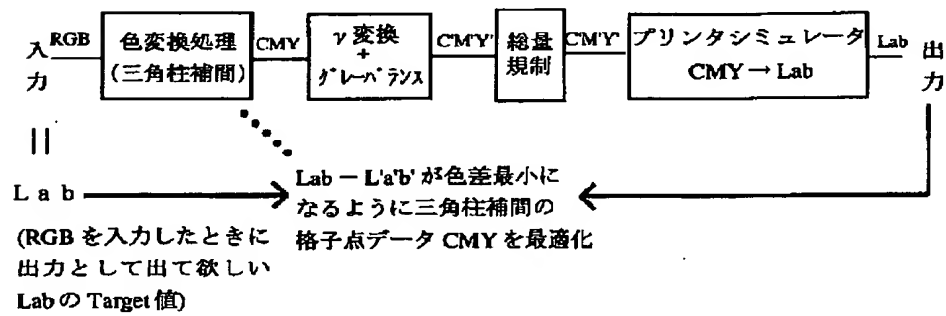 入力
RGB
色変換処理
(三角柱補間)
CMY
γ 変換
+
グレーバランス
C'M'Y'
総量
規制
C'M'Y'
プリンタシミュレータ
CMY → Lab
Lab
出力
||
Lab
(RGB を入力したときに
出力として出て欲しい
Lab の Target 値)
Lab − L'a'b' が色差最小に
なるように三角柱補間の
格子点データ CMY を最適化